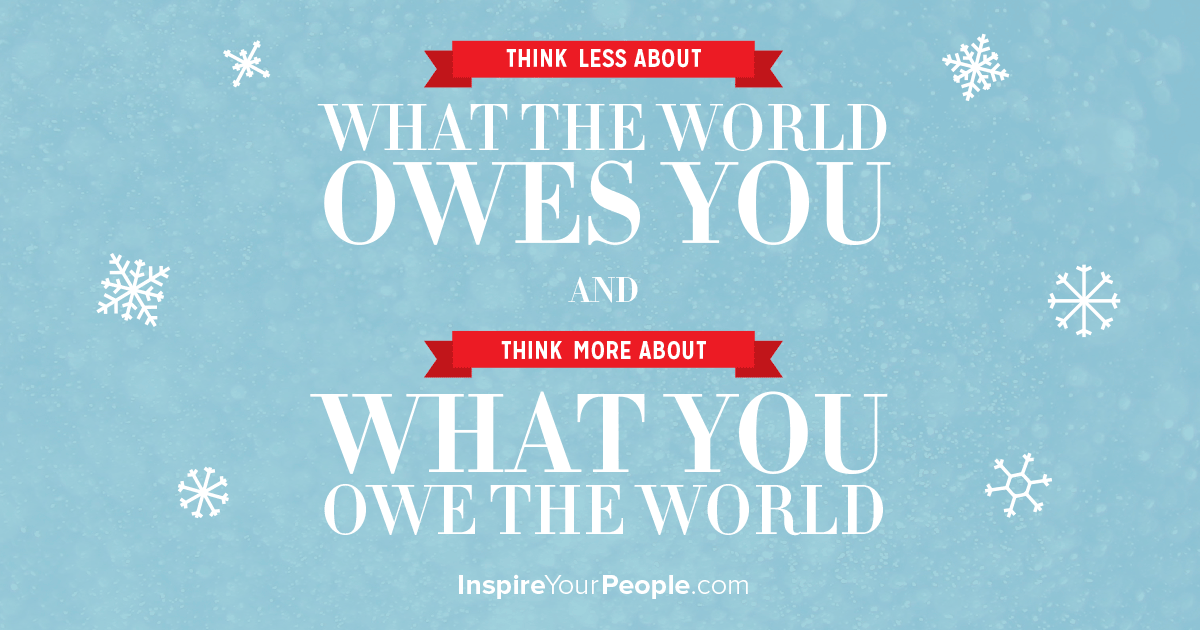 THINK LESS ABOUT
WHAT THE WORLD
OWES YOU
AND
THINK MORE ABOUT
WHAT YOU
OWE THE WORLD
InspireYourPeople.com